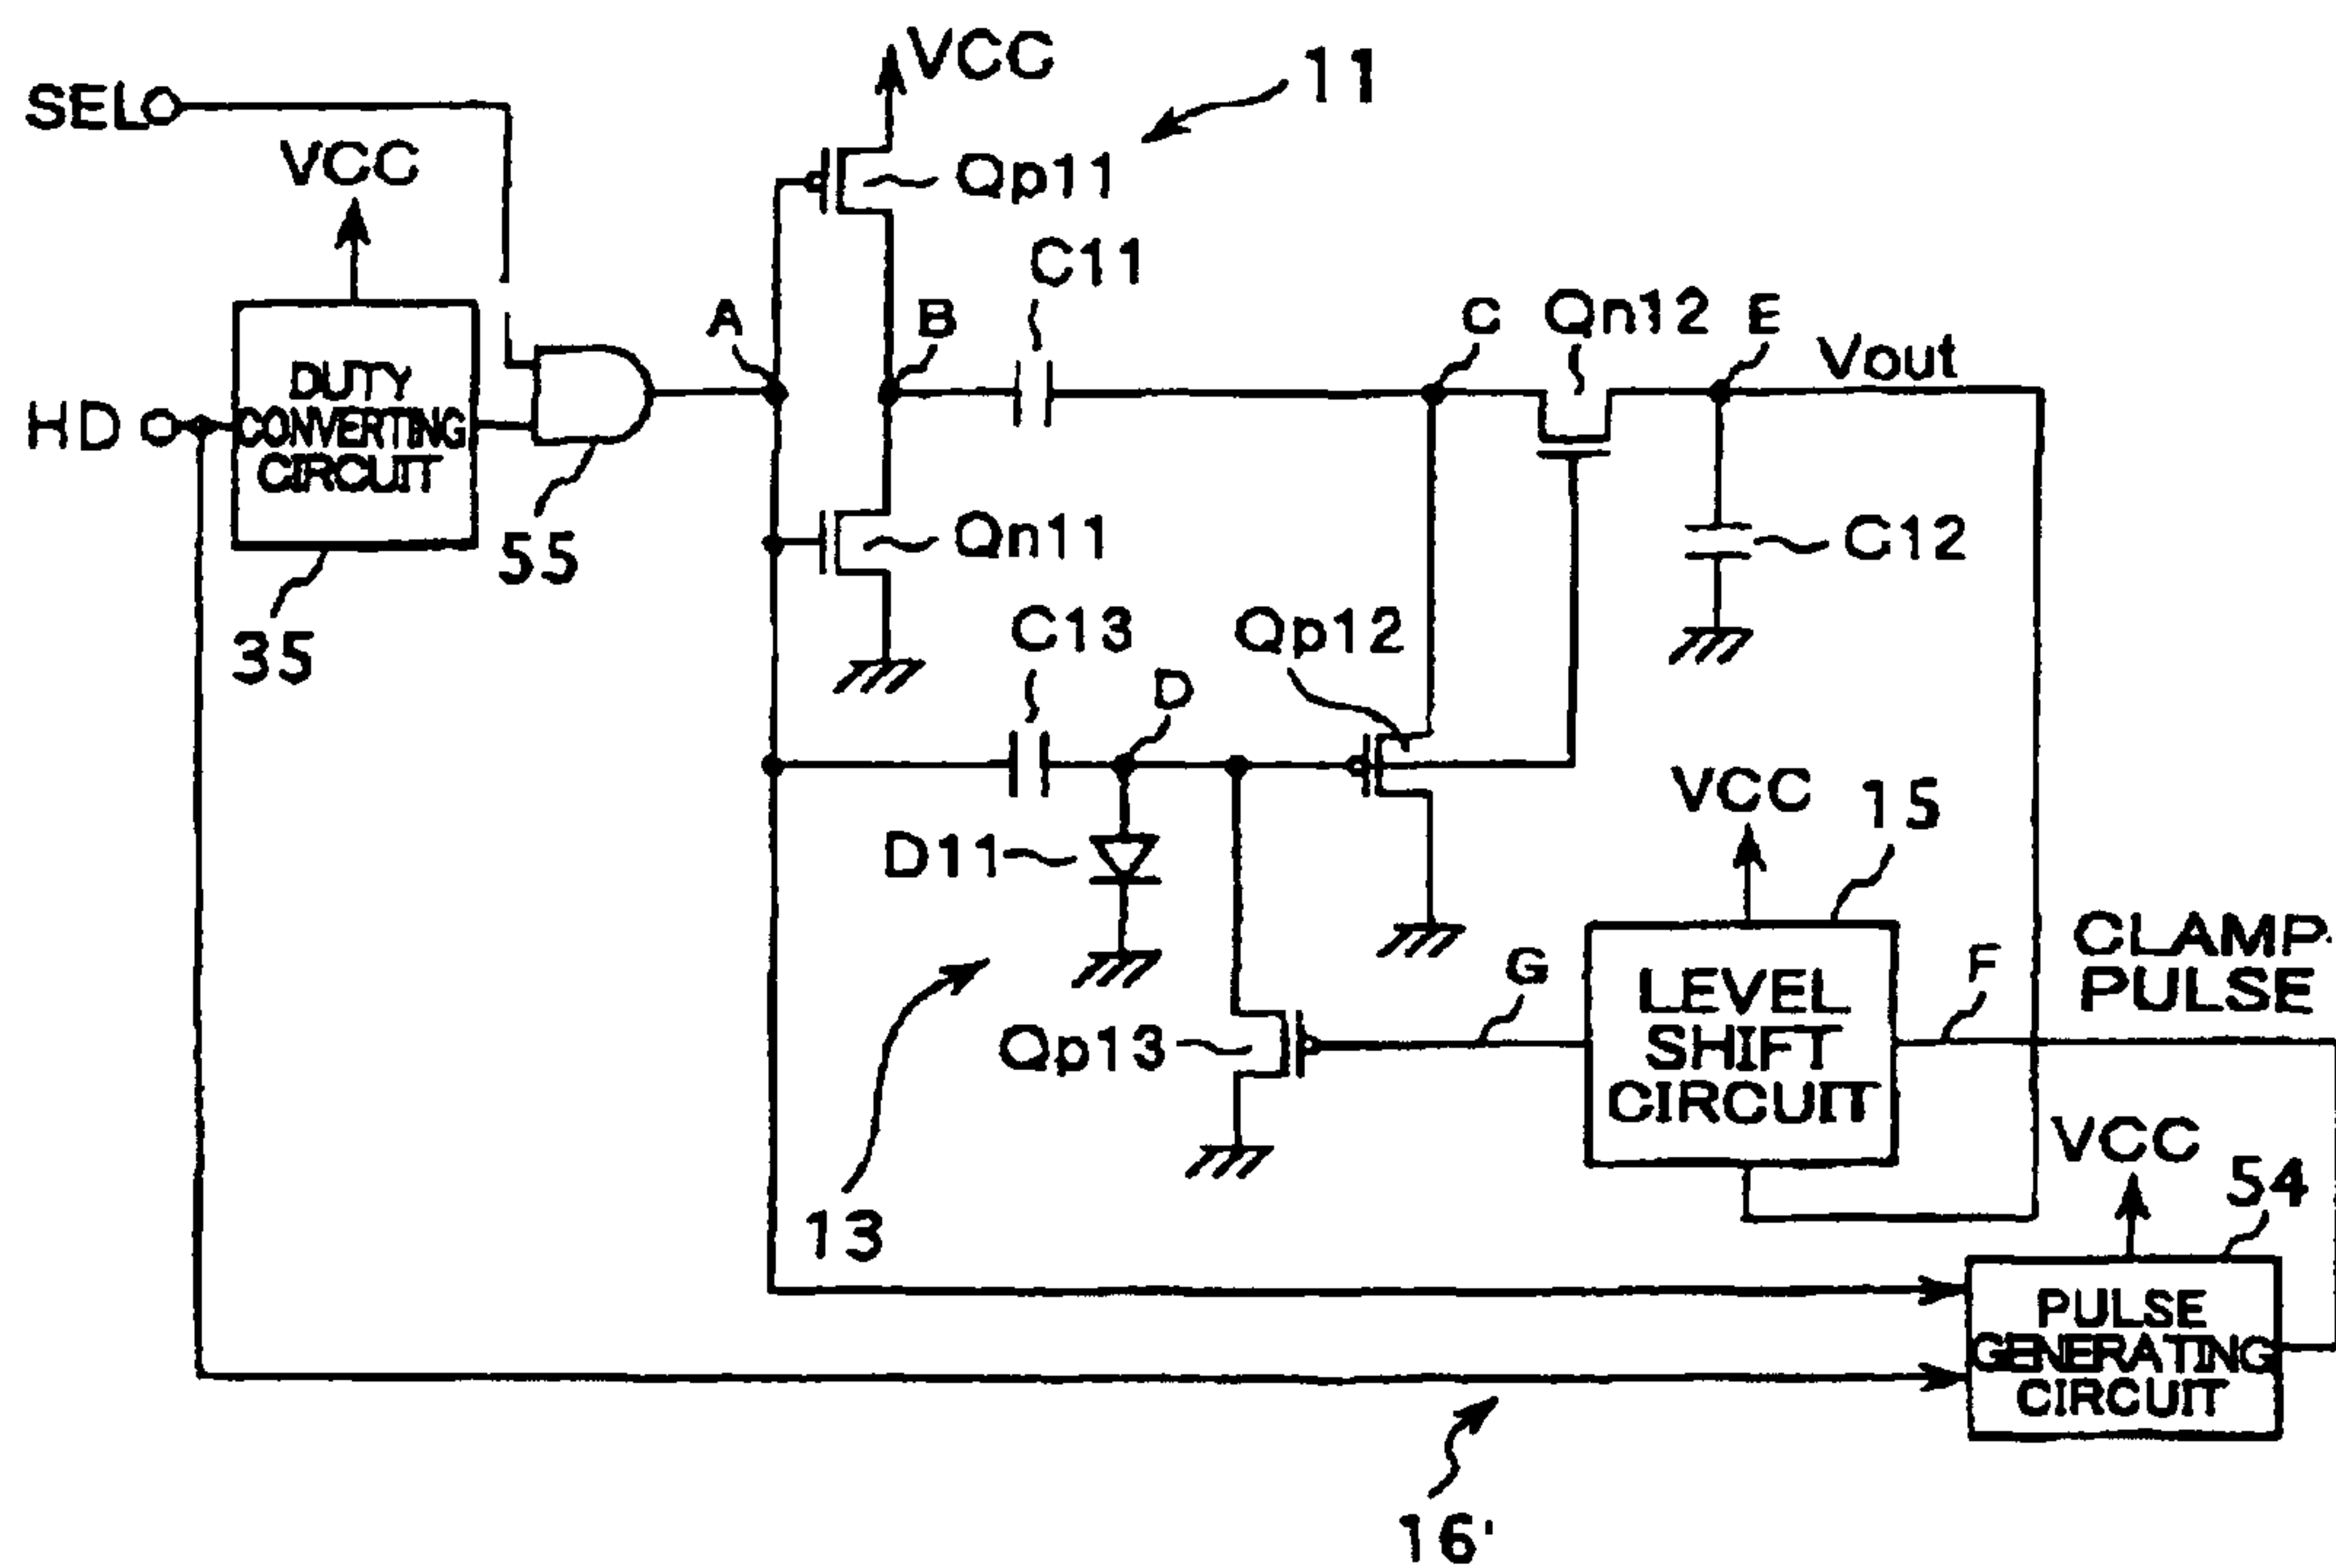 VCC
11
SEL
VCC
Qp11
C11
A
B
C
Qn12
E
Vout
HD
DUTY
CONVERTING
CIRCUIT
55
Qn11
C12
35
C13
Qp12
D
VCC
15
D11
CLAMP
PULSE
G
F
LEVEL
SHIFT
CIRCUIT
Qp13
VCC
54
13
PULSE
GENERATING
CIRCUIT
16'